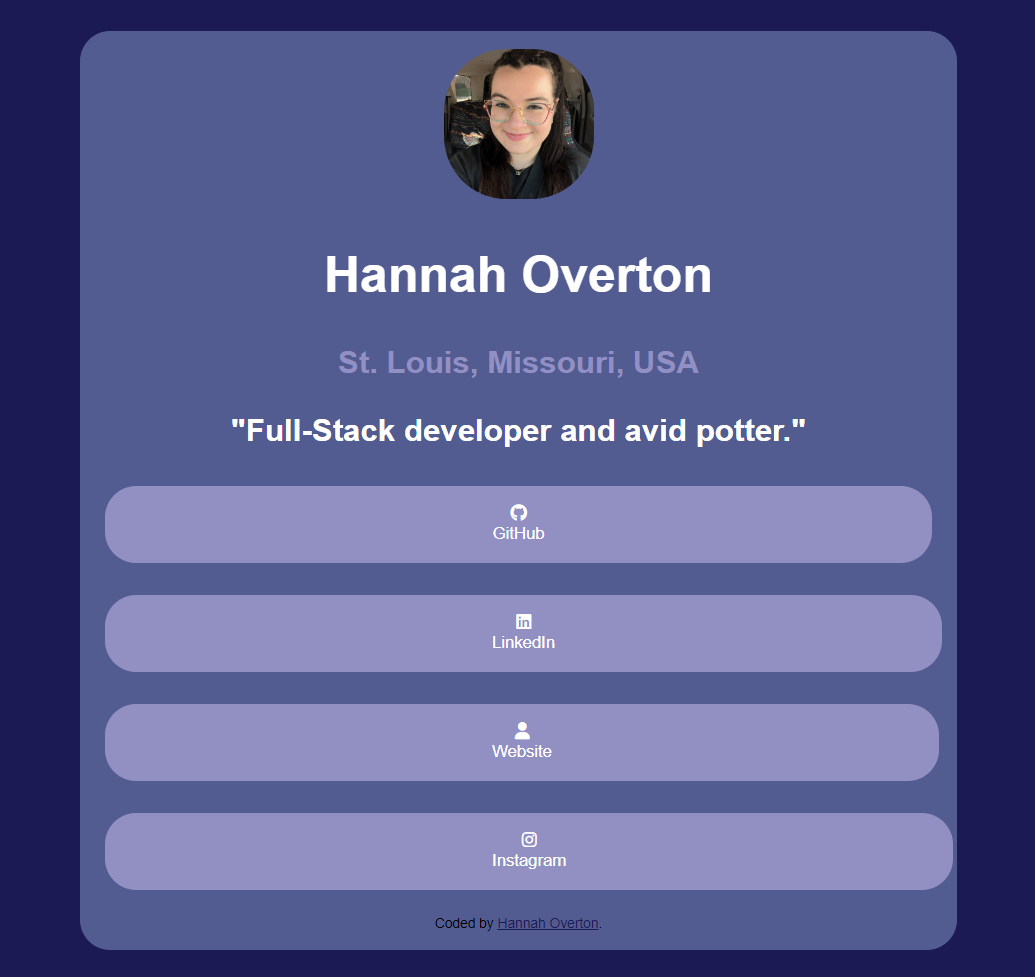 Hannah Overton
St. Louis, Missouri, USA
"Full-Stack developer and avid potter."
GitHub
LinkedIn
Website
Instagram
Coded by Hannah Overton.